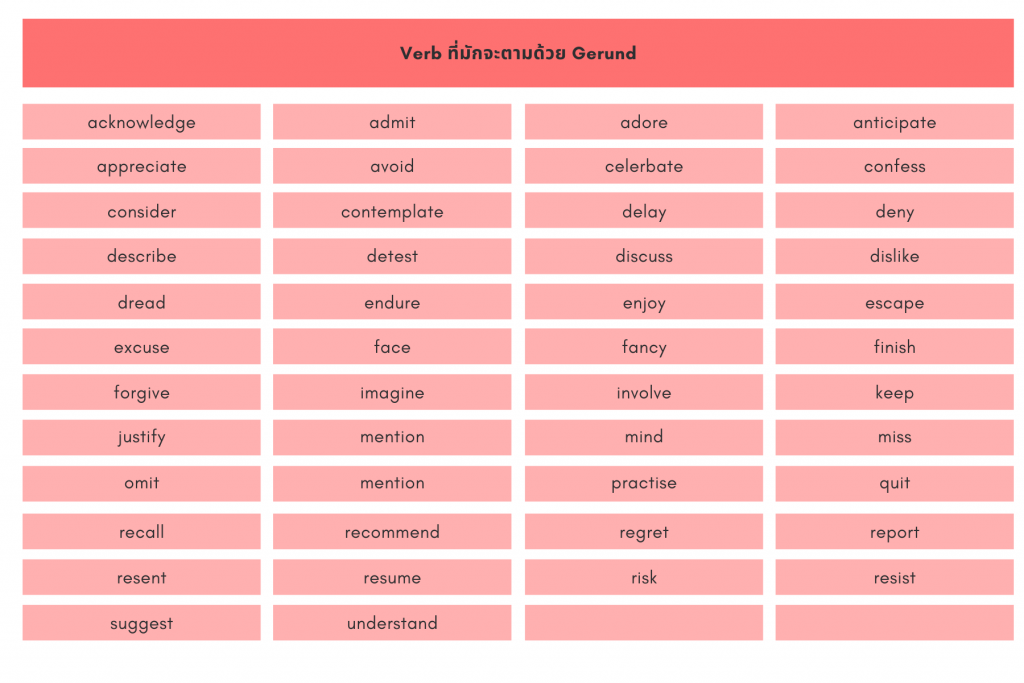 Verb ที่มักจะตามด้วย Gerund
acknowledge admit adore anticipate
appreciate avoid celerbate confess
consider contemplate delay deny
describe detest discuss dislike
dread endure enjoy escape
excuse face fancy finish
forgive imagine involve keep
justify mention mind miss
omit mention practise quit
recall recommend regret report
resent resume risk resist
suggest understand